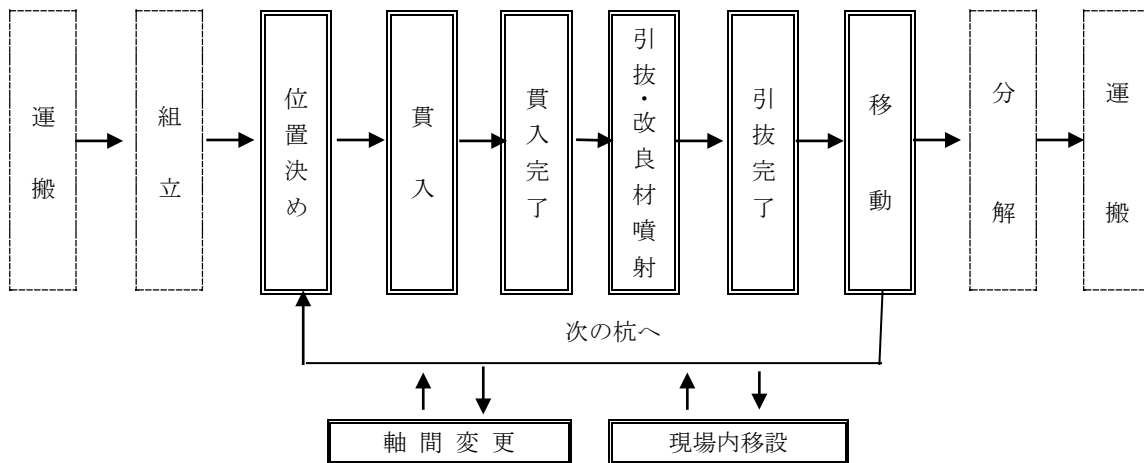 運搬
組立
位置決め
貫入
貫入完了
引抜・改良材噴射
引抜完了
移動
分解
運搬
次の杭へ
軸間変更
現場内移設